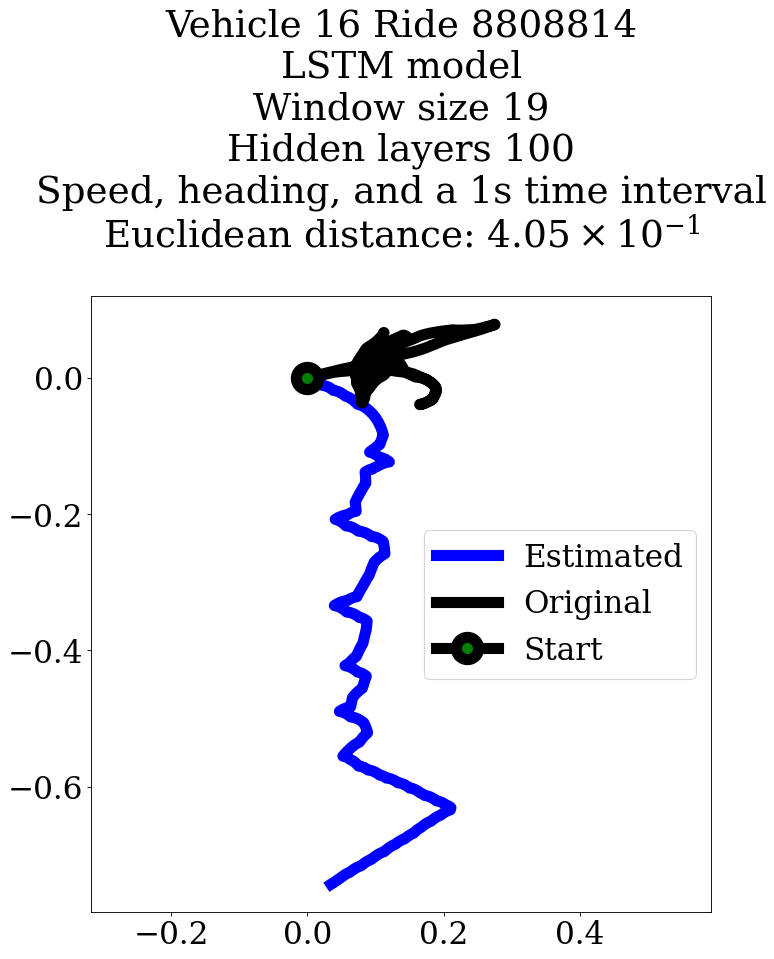 Vehicle 16 Ride 8808814
LSTM model
Window size 19
Hidden layers 100
Speed, heading, and a 1s time interval
Euclidean distance: 4.05 × 10⁻¹
0.0
−0.2
−0.4
−0.6
Estimated
Original
Start
−0.2 0.0 0.2 0.4